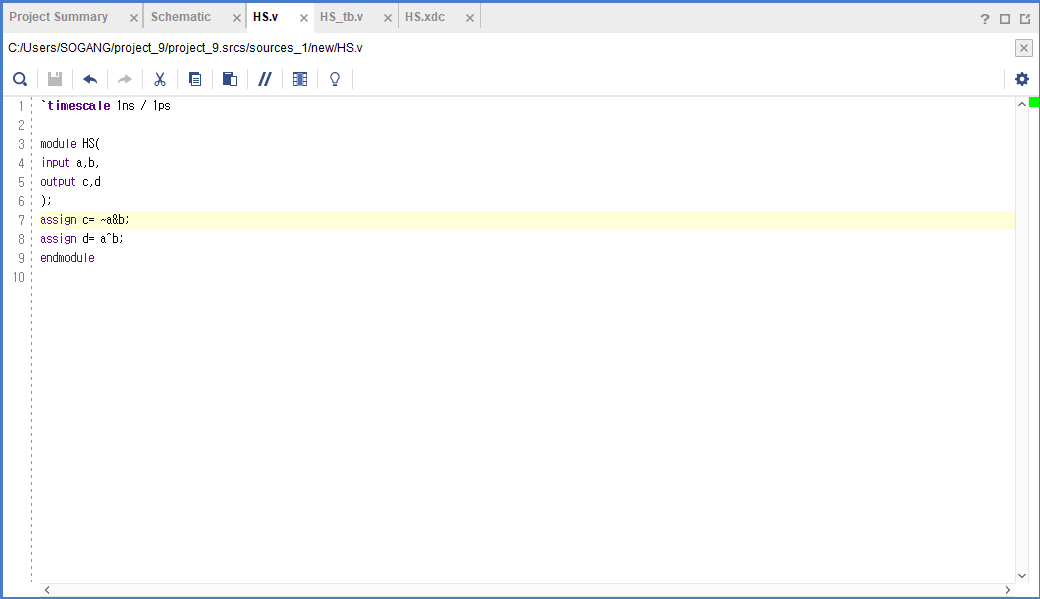 Project Summary × Schematic × HS.v × HS_tb.v × HS.xdc ×
C:/Users/SOGANG/project_9/project_9.srcs/sources_1/new/HS.v
1 `timescale 1ns / 1ps
2
3 module HS(
4 input a,b,
5 output c,d
6 );
7 assign c= ~a&b;
8 assign d= a^b;
9 endmodule
10